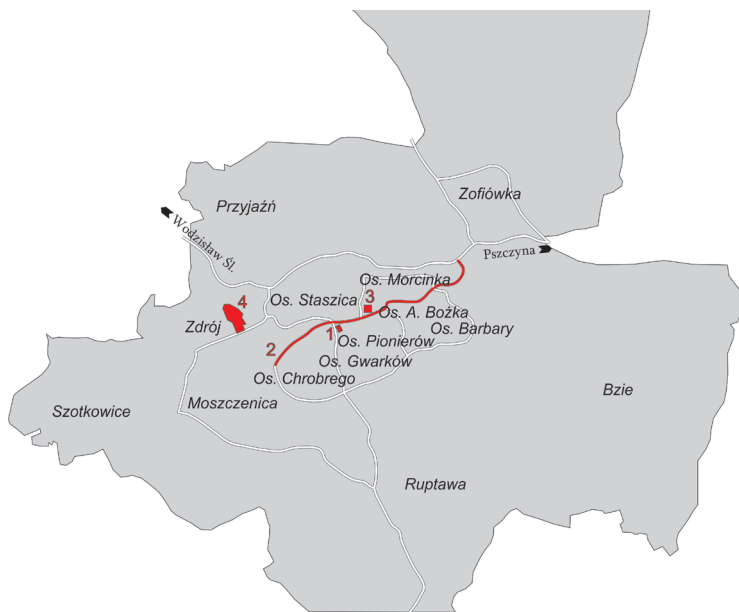 Zofiówka
Przyjaźń
Wodzisław Śl.
Pszczyna
Os. Morcinka
Os. Staszica
3
4
Os. A. Bożka
Zdrój
1
Os. Barbary
Os. Pionierów
2
Os. Gwarków
Os. Chrobrego
Bzie
Moszczenica
Szotkowice
Ruptawa